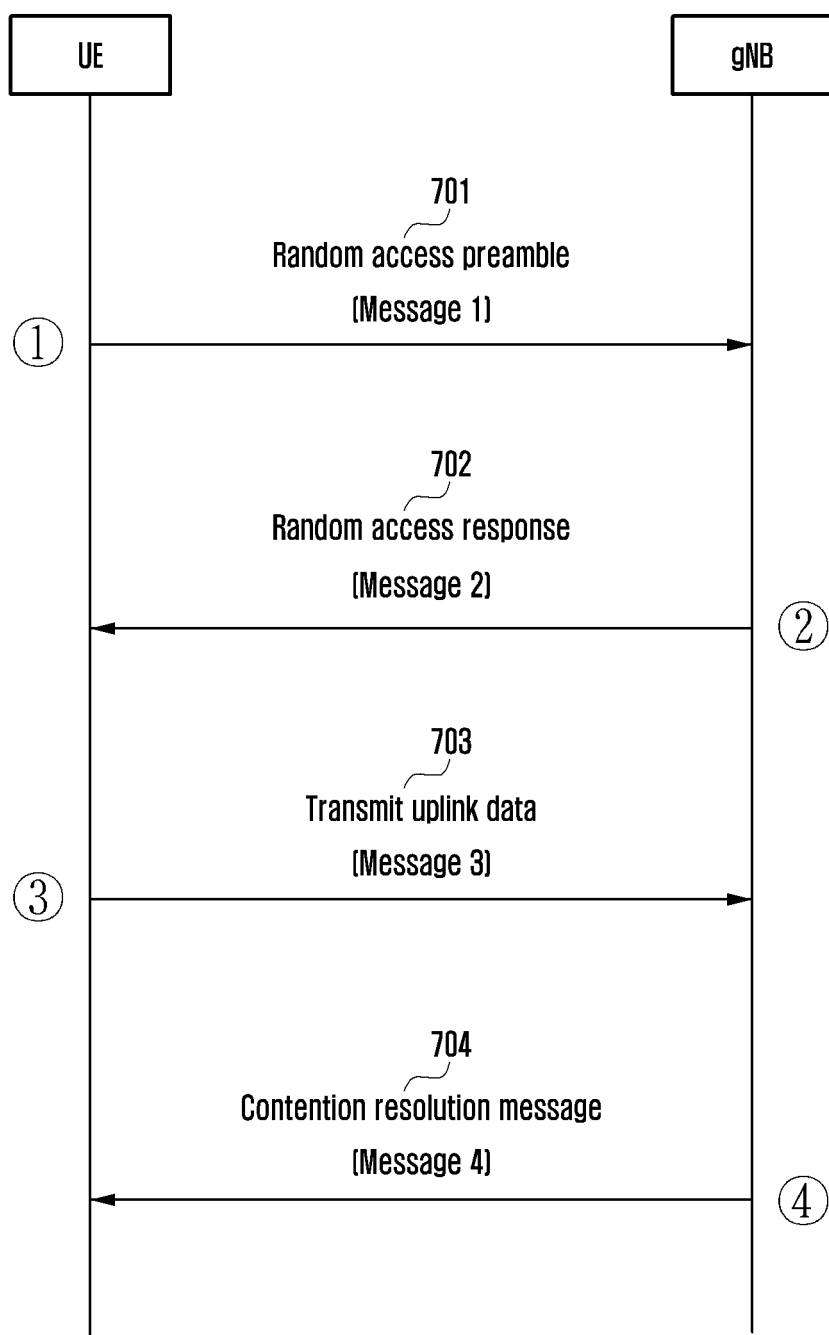 UE
gNB
701
Random access preamble
(Message 1)
①
702
Random access response
(Message 2)
②
703
Transmit uplink data
(Message 3)
③
704
Contention resolution message
(Message 4)
④